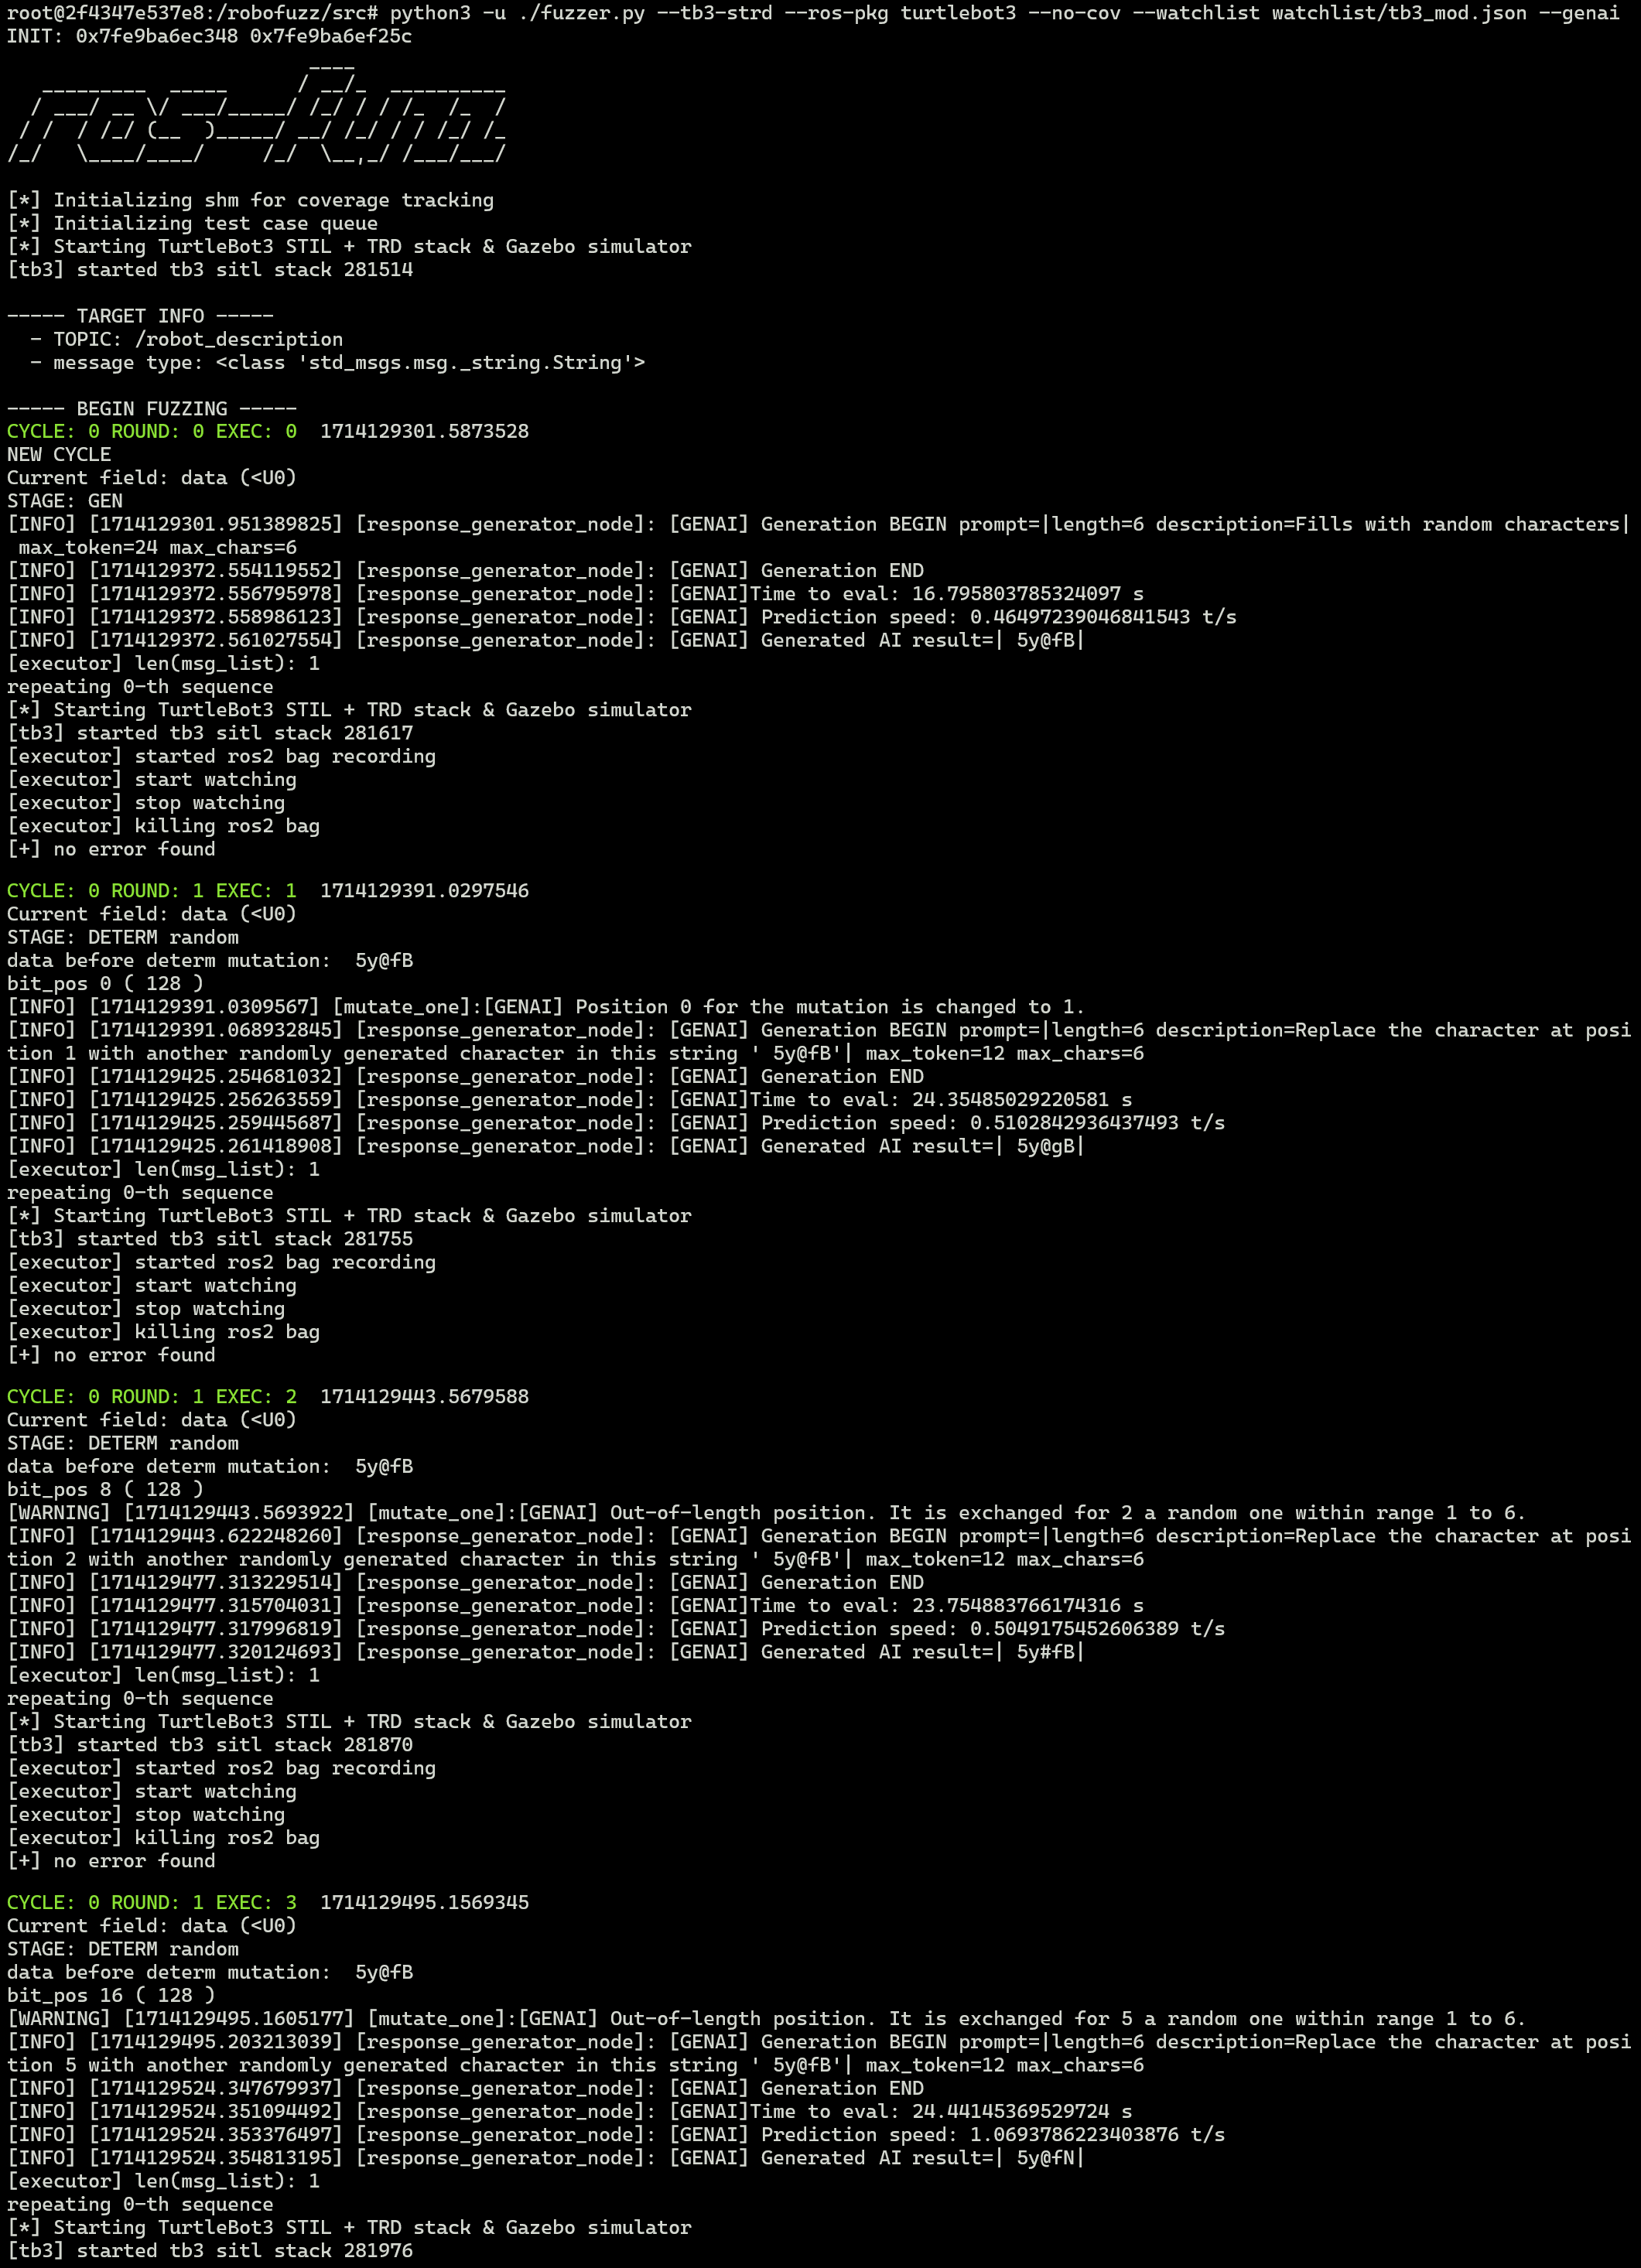 root@2f4347e537e8:/robofuzz/src# python3 -u ./fuzzer.py --tb3-strd --ros-pkg turtlebot3 --no-cov --watchlist watchlist/tb3_mod.json --genai
INIT: 0x7fe9ba6ec348 0x7fe9ba6ef25c
                          ____
   _________  _____      / __/_  __________
  / ___/ __ \/ ___/_____/ /_/ / / /_  /_  /
 / /  / /_/ (__  )_____/ __/ /_/ / / /_/ /_
/_/   \____/____/     /_/  \__,_/ /___/___/
[*] Initializing shm for coverage tracking
[*] Initializing test case queue
[*] Starting TurtleBot3 STIL + TRD stack & Gazebo simulator
[tb3] started tb3 sitl stack 281514
----- TARGET INFO -----
  - TOPIC: /robot_description
  - message type: <class 'std_msgs.msg._string.String'>
----- BEGIN FUZZING -----
CYCLE: 0 ROUND: 0 EXEC: 0  1714129301.5873528
NEW CYCLE
Current field: data (<U0)
STAGE: GEN
[INFO] [1714129301.951389825] [response_generator_node]: [GENAI] Generation BEGIN prompt=|length=6 description=Fills with random characters|
 max_token=24 max_chars=6
[INFO] [1714129372.554119552] [response_generator_node]: [GENAI] Generation END
[INFO] [1714129372.556795978] [response_generator_node]: [GENAI]Time to eval: 16.795803785324097 s
[INFO] [1714129372.558986123] [response_generator_node]: [GENAI] Prediction speed: 0.46497239046841543 t/s
[INFO] [1714129372.561027554] [response_generator_node]: [GENAI] Generated AI result=| 5y@fB|
[executor] len(msg_list): 1
repeating 0-th sequence
[*] Starting TurtleBot3 STIL + TRD stack & Gazebo simulator
[tb3] started tb3 sitl stack 281617
[executor] started ros2 bag recording
[executor] start watching
[executor] stop watching
[executor] killing ros2 bag
[+] no error found
CYCLE: 0 ROUND: 1 EXEC: 1  1714129391.0297546
Current field: data (<U0)
STAGE: DETERM random
data before determ mutation:  5y@fB
bit_pos 0 ( 128 )
[INFO] [1714129391.0309567] [mutate_one]:[GENAI] Position 0 for the mutation is changed to 1.
[INFO] [1714129391.068932845] [response_generator_node]: [GENAI] Generation BEGIN prompt=|length=6 description=Replace the character at posi
tion 1 with another randomly generated character in this string ' 5y@fB'| max_token=12 max_chars=6
[INFO] [1714129425.254681032] [response_generator_node]: [GENAI] Generation END
[INFO] [1714129425.256263559] [response_generator_node]: [GENAI]Time to eval: 24.35485029220581 s
[INFO] [1714129425.259445687] [response_generator_node]: [GENAI] Prediction speed: 0.5102842936437493 t/s
[INFO] [1714129425.261418908] [response_generator_node]: [GENAI] Generated AI result=| 5y@gB|
[executor] len(msg_list): 1
repeating 0-th sequence
[*] Starting TurtleBot3 STIL + TRD stack & Gazebo simulator
[tb3] started tb3 sitl stack 281755
[executor] started ros2 bag recording
[executor] start watching
[executor] stop watching
[executor] killing ros2 bag
[+] no error found
CYCLE: 0 ROUND: 1 EXEC: 2  1714129443.5679588
Current field: data (<U0)
STAGE: DETERM random
data before determ mutation:  5y@fB
bit_pos 8 ( 128 )
[WARNING] [1714129443.5693922] [mutate_one]:[GENAI] Out-of-length position. It is exchanged for 2 a random one within range 1 to 6.
[INFO] [1714129443.622248260] [response_generator_node]: [GENAI] Generation BEGIN prompt=|length=6 description=Replace the character at posi
tion 2 with another randomly generated character in this string ' 5y@fB'| max_token=12 max_chars=6
[INFO] [1714129477.313229514] [response_generator_node]: [GENAI] Generation END
[INFO] [1714129477.315704031] [response_generator_node]: [GENAI]Time to eval: 23.754883766174316 s
[INFO] [1714129477.317996819] [response_generator_node]: [GENAI] Prediction speed: 0.5049175452606389 t/s
[INFO] [1714129477.320124693] [response_generator_node]: [GENAI] Generated AI result=| 5y#fB|
[executor] len(msg_list): 1
repeating 0-th sequence
[*] Starting TurtleBot3 STIL + TRD stack & Gazebo simulator
[tb3] started tb3 sitl stack 281870
[executor] started ros2 bag recording
[executor] start watching
[executor] stop watching
[executor] killing ros2 bag
[+] no error found
CYCLE: 0 ROUND: 1 EXEC: 3  1714129495.1569345
Current field: data (<U0)
STAGE: DETERM random
data before determ mutation:  5y@fB
bit_pos 16 ( 128 )
[WARNING] [1714129495.1605177] [mutate_one]:[GENAI] Out-of-length position. It is exchanged for 5 a random one within range 1 to 6.
[INFO] [1714129495.203213039] [response_generator_node]: [GENAI] Generation BEGIN prompt=|length=6 description=Replace the character at posi
tion 5 with another randomly generated character in this string ' 5y@fB'| max_token=12 max_chars=6
[INFO] [1714129524.347679937] [response_generator_node]: [GENAI] Generation END
[INFO] [1714129524.351094492] [response_generator_node]: [GENAI]Time to eval: 24.44145369529724 s
[INFO] [1714129524.353376497] [response_generator_node]: [GENAI] Prediction speed: 1.0693786223403876 t/s
[INFO] [1714129524.354813195] [response_generator_node]: [GENAI] Generated AI result=| 5y@fN|
[executor] len(msg_list): 1
repeating 0-th sequence
[*] Starting TurtleBot3 STIL + TRD stack & Gazebo simulator
[tb3] started tb3 sitl stack 281976